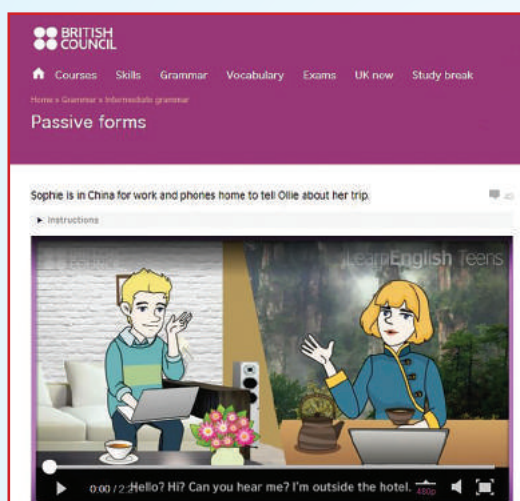 BRITISH
COUNCIL
Courses Skills Grammar Vocabulary Exams UK now Study break
Home » Grammar » Intermediate grammar
Passive forms
Sophie is in China for work and phones home to tell Ollie about her trip.
Instructions
LearnEnglish Teens
0:00 / 2:21 Hello? Hi? Can you hear me? I'm outside the hotel. 480p